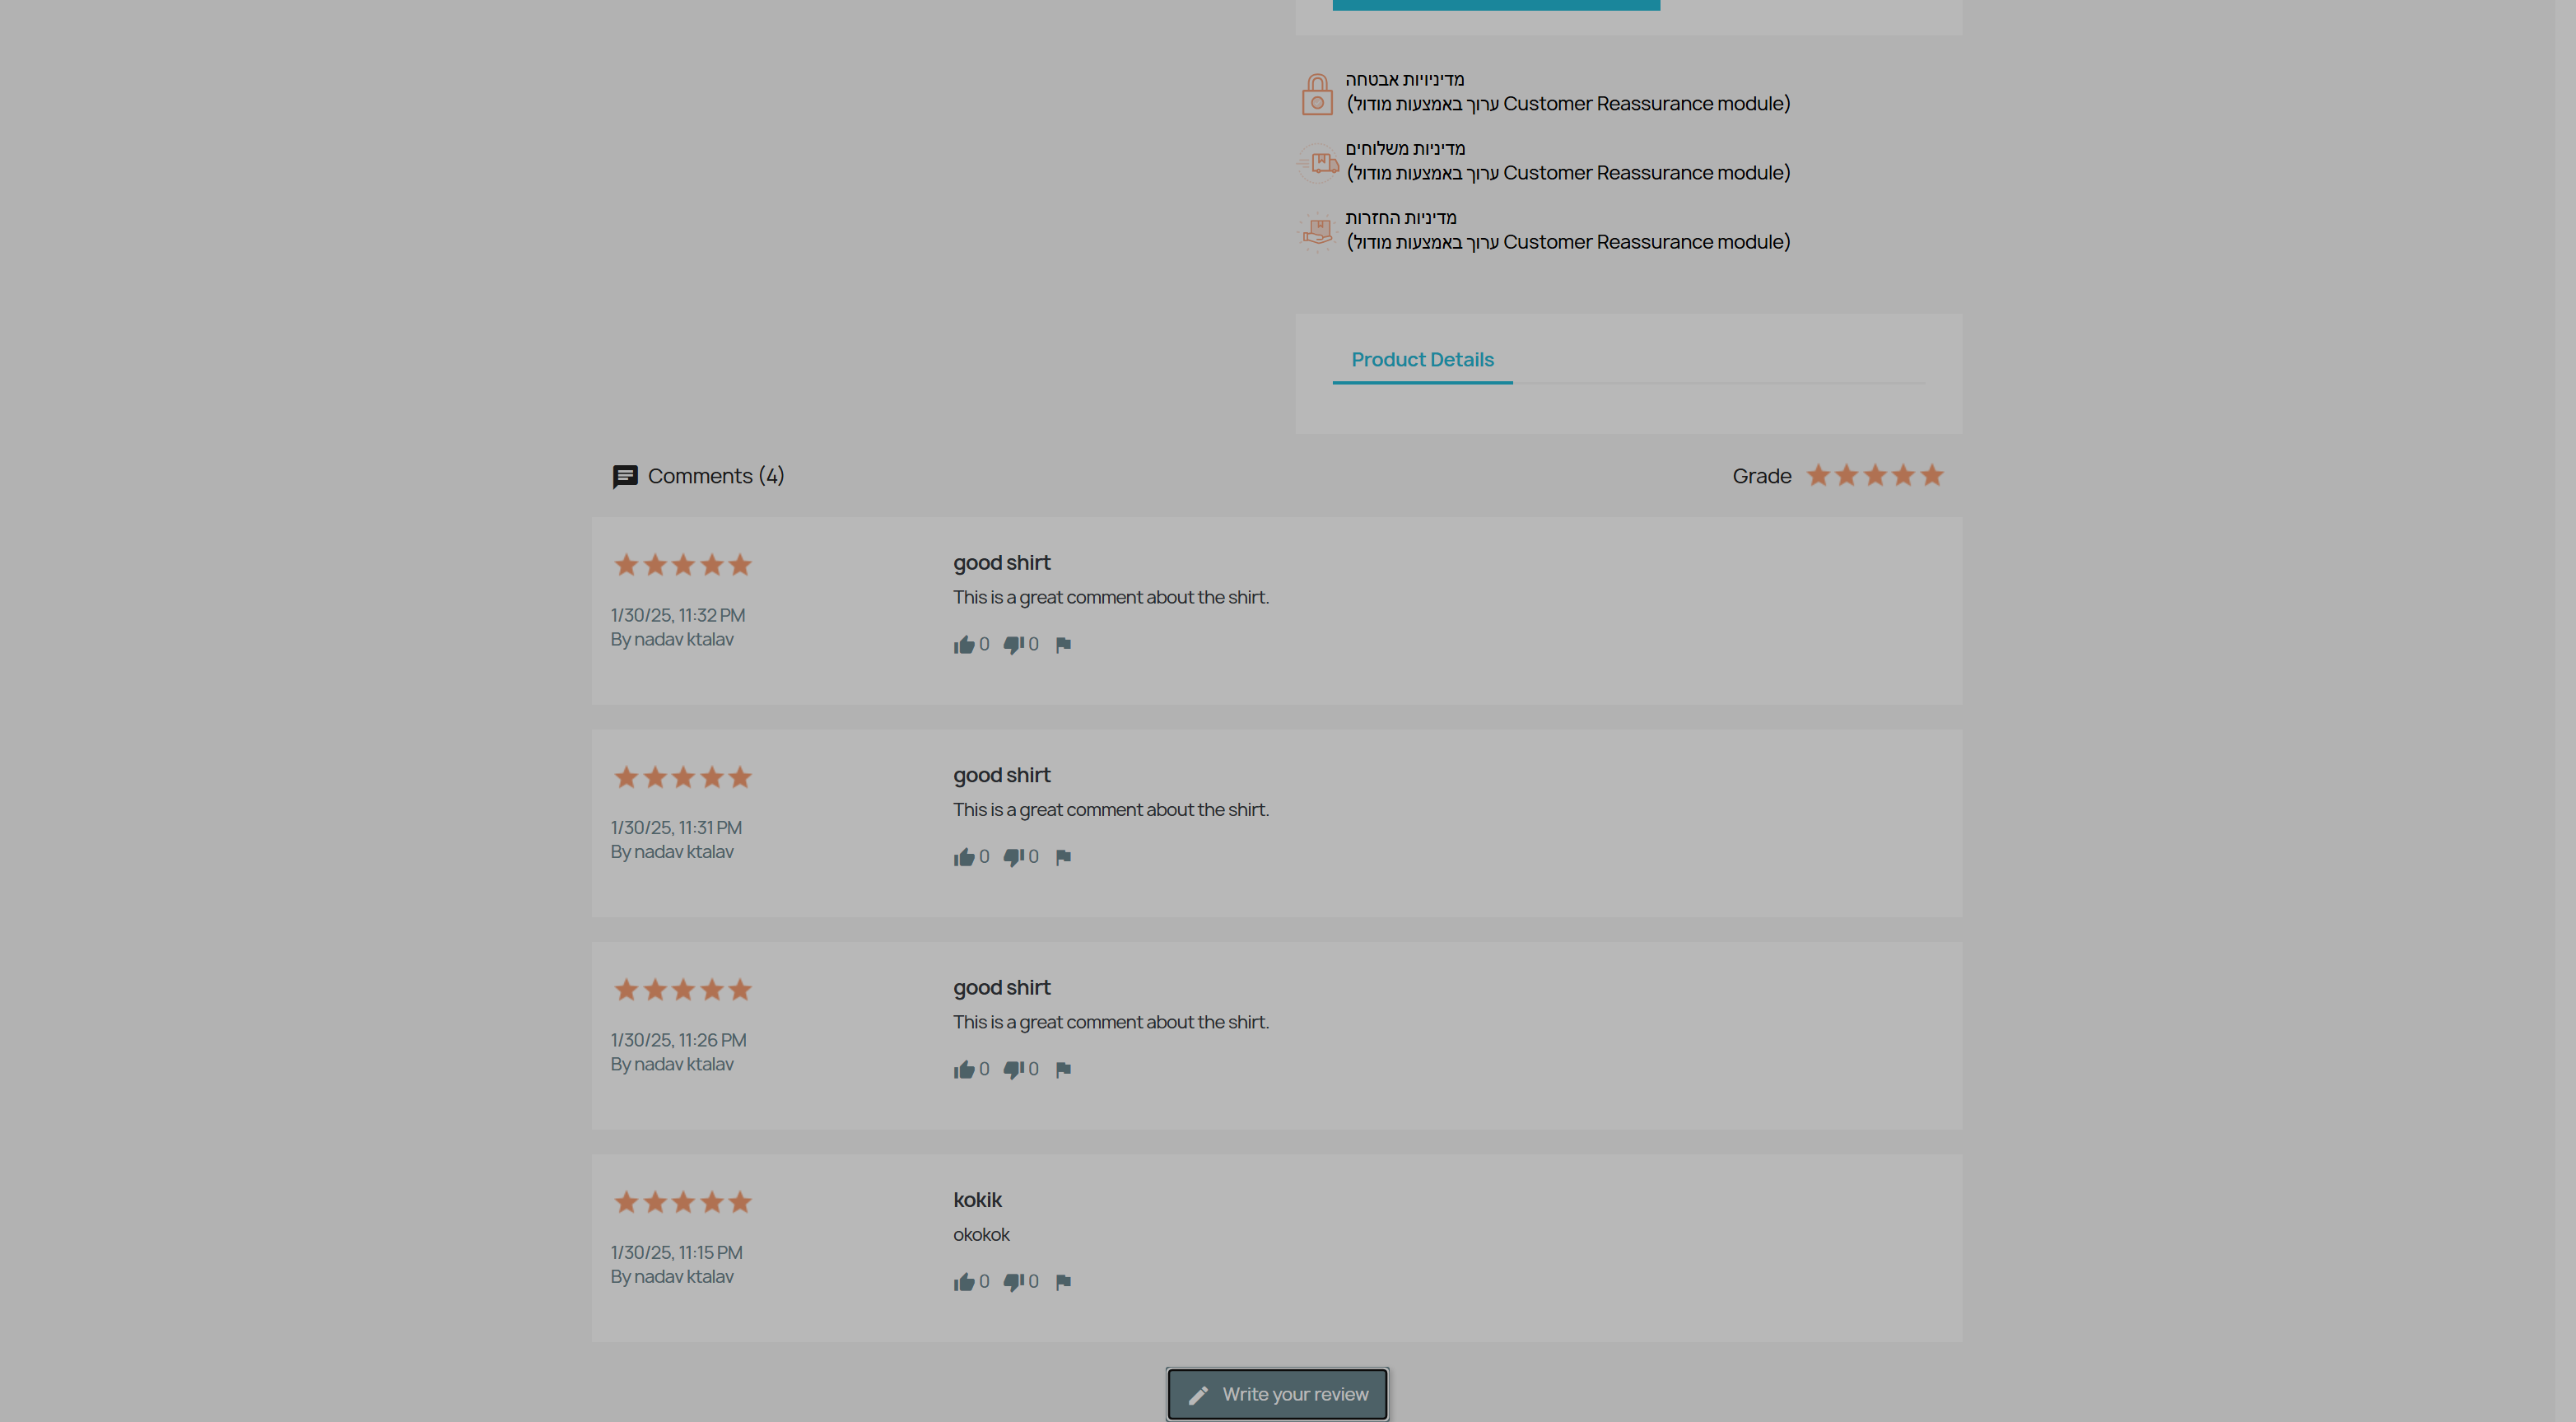 מדיניויות אבטחה
(ערוך באמצעות מודול Customer Reassurance module)
מדיניות משלוחים
(ערוך באמצעות מודול Customer Reassurance module)
מדיניות החזרות
(ערוך באמצעות מודול Customer Reassurance module)
Product Details
Comments (4)
Grade
good shirt
This is a great comment about the shirt.
1/30/25, 11:32 PM
By nadav ktalav
0 0
good shirt
This is a great comment about the shirt.
1/30/25, 11:31 PM
By nadav ktalav
0 0
good shirt
This is a great comment about the shirt.
1/30/25, 11:26 PM
By nadav ktalav
0 0
kokik
okokok
1/30/25, 11:15 PM
By nadav ktalav
0 0
Write your review